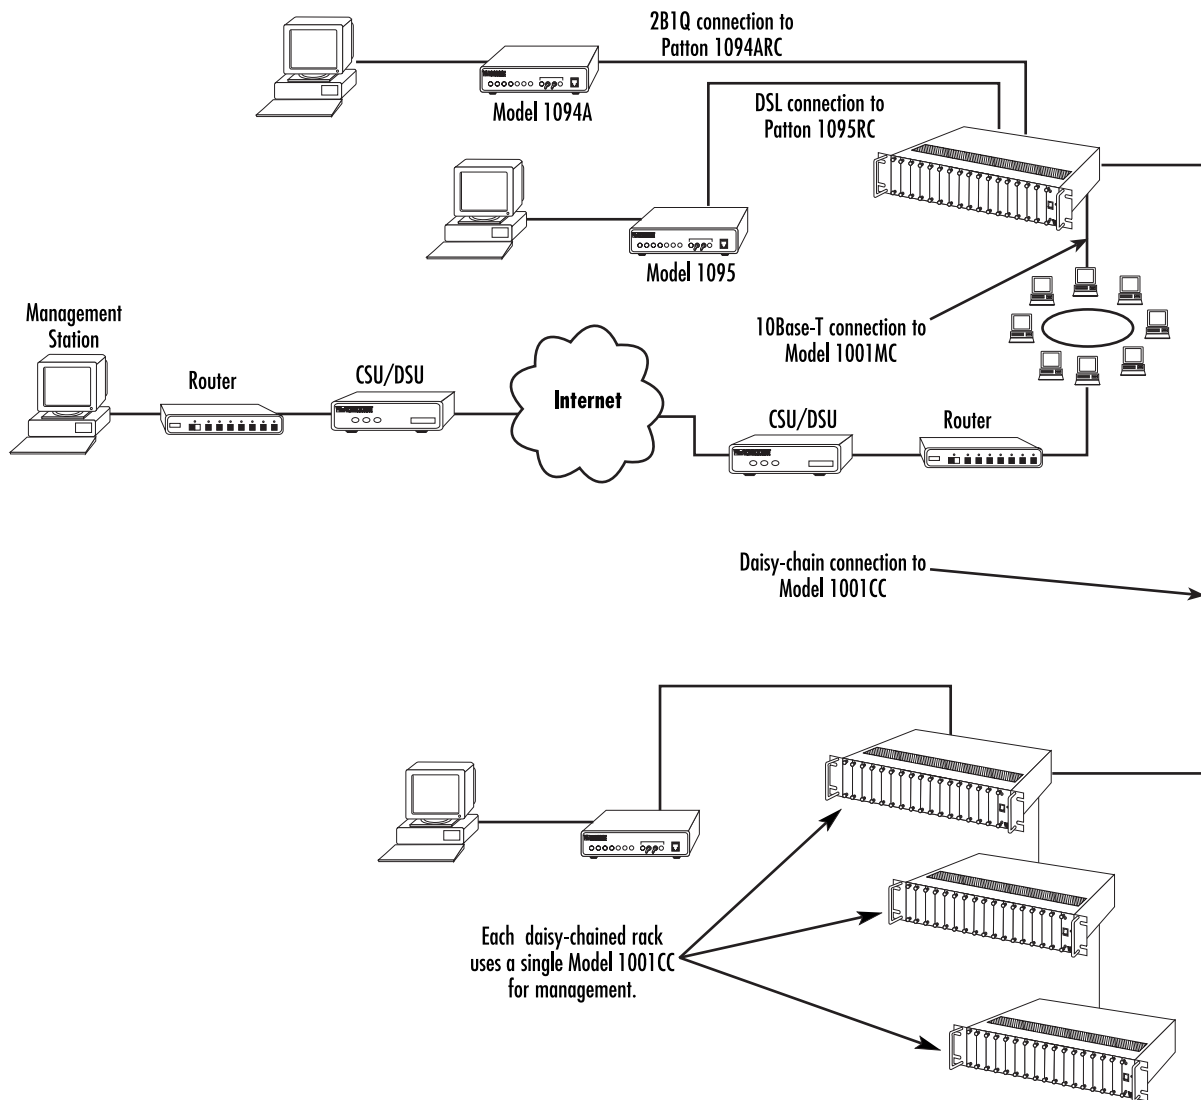 2B1Q connection to
Patton 1094ARC
Model 1094A
DSL connection to
Patton 1095RC
Model 1095
Management
Station
Router
CSU/DSU
Internet
10Base-T connection to
Model 1001MC
CSU/DSU
Router
Daisy-chain connection to
Model 1001CC
Each daisy-chained rack
uses a single Model 1001CC
for management.